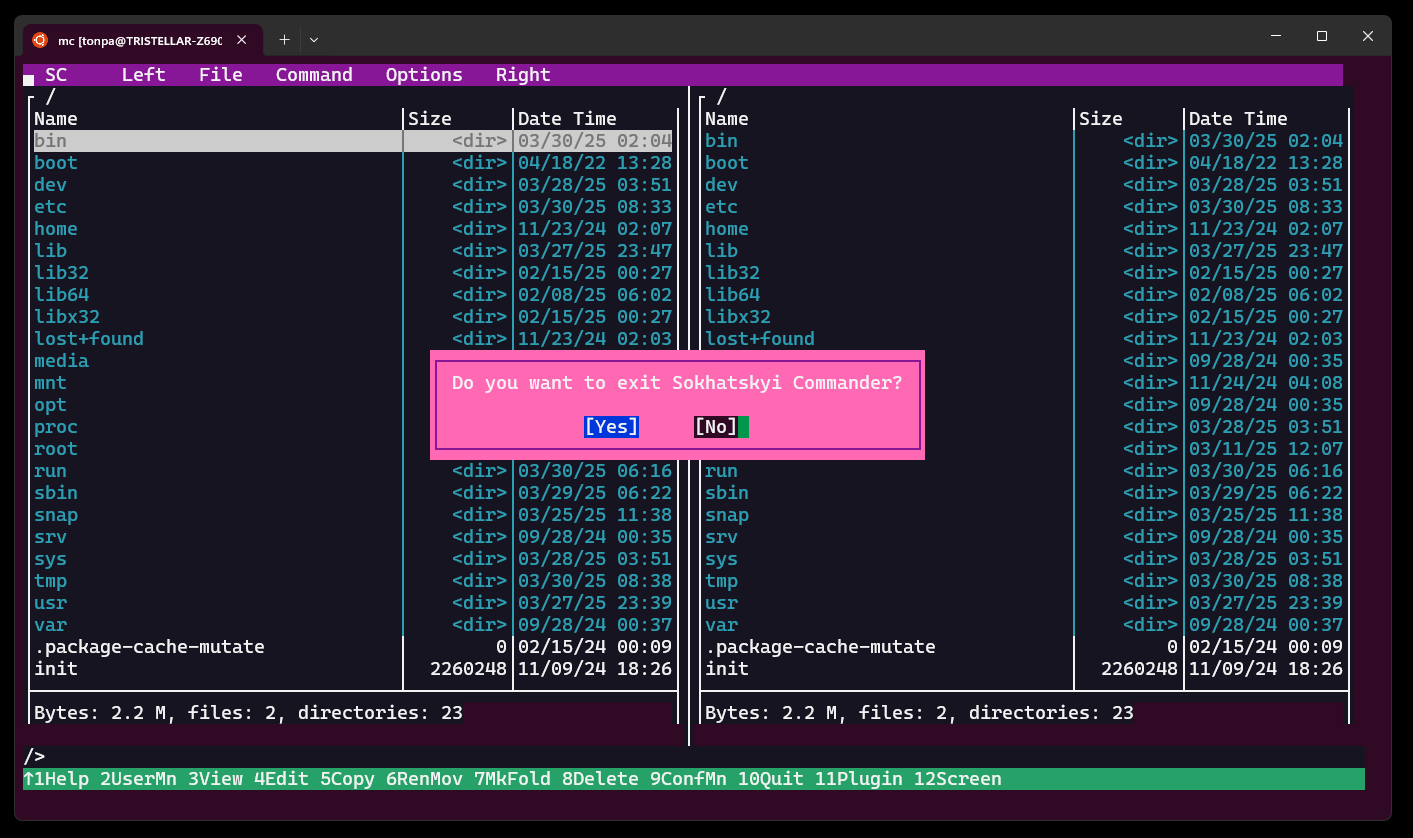 mc [tonpa@TRISTELLAR-Z690
SC Left File Command Options Right
/ /
Name Size Date Time Name Size Date Time
bin <dir> 03/30/25 02:04 bin <dir> 03/30/25 02:04
boot <dir> 04/18/22 13:28 boot <dir> 04/18/22 13:28
dev <dir> 03/28/25 03:51 dev <dir> 03/28/25 03:51
etc <dir> 03/30/25 08:33 etc <dir> 03/30/25 08:33
home <dir> 11/23/24 02:07 home <dir> 11/23/24 02:07
lib <dir> 03/27/25 23:47 lib <dir> 03/27/25 23:47
lib32 <dir> 02/15/25 00:27 lib32 <dir> 02/15/25 00:27
lib64 <dir> 02/08/25 06:02 lib64 <dir> 02/08/25 06:02
libx32 <dir> 02/15/25 00:27 libx32 <dir> 02/15/25 00:27
lost+found <dir> 11/23/24 02:03 lost+found <dir> 11/23/24 02:03
media <dir> 09/28/24 00:35
mnt Do you want to exit Sokhatskyi Commander? <dir> 11/24/24 04:08
opt <dir> 09/28/24 00:35
proc [Yes] [No] <dir> 03/28/25 03:51
root <dir> 03/11/25 12:07
run <dir> 03/30/25 06:16 run <dir> 03/30/25 06:16
sbin <dir> 03/29/25 06:22 sbin <dir> 03/29/25 06:22
snap <dir> 03/25/25 11:38 snap <dir> 03/25/25 11:38
srv <dir> 09/28/24 00:35 srv <dir> 09/28/24 00:35
sys <dir> 03/28/25 03:51 sys <dir> 03/28/25 03:51
tmp <dir> 03/30/25 08:38 tmp <dir> 03/30/25 08:38
usr <dir> 03/27/25 23:39 usr <dir> 03/27/25 23:39
var <dir> 09/28/24 00:37 var <dir> 09/28/24 00:37
.package-cache-mutate 0 02/15/24 00:09 .package-cache-mutate 0 02/15/24 00:09
init 2260248 11/09/24 18:26 init 2260248 11/09/24 18:26
Bytes: 2.2 M, files: 2, directories: 23 Bytes: 2.2 M, files: 2, directories: 23
/>
↑1Help 2UserMn 3View 4Edit 5Copy 6RenMov 7MkFold 8Delete 9ConfMn 10Quit 11Plugin 12Screen